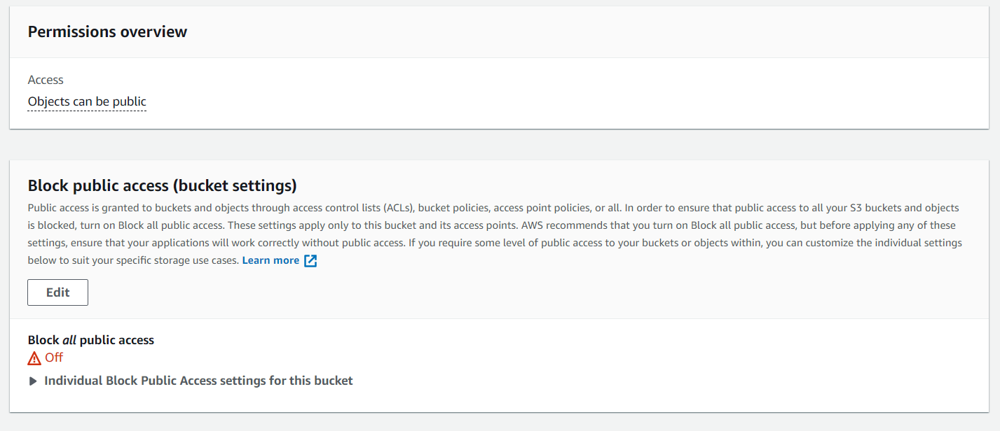 Permissions overview
Access
Objects can be public
Block public access (bucket settings)
Public access is granted to buckets and objects through access control lists (ACLs), bucket policies, access point policies, or all. In order to ensure that public access to all your S3 buckets and objects
is blocked, turn on Block all public access. These settings apply only to this bucket and its access points. AWS recommends that you turn on Block all public access, but before applying any of these
settings, ensure that your applications will work correctly without public access. If you require some level of public access to your buckets or objects within, you can customize the individual settings
below to suit your specific storage use cases. Learn more
Edit
Block all public access
Off
Individual Block Public Access settings for this bucket